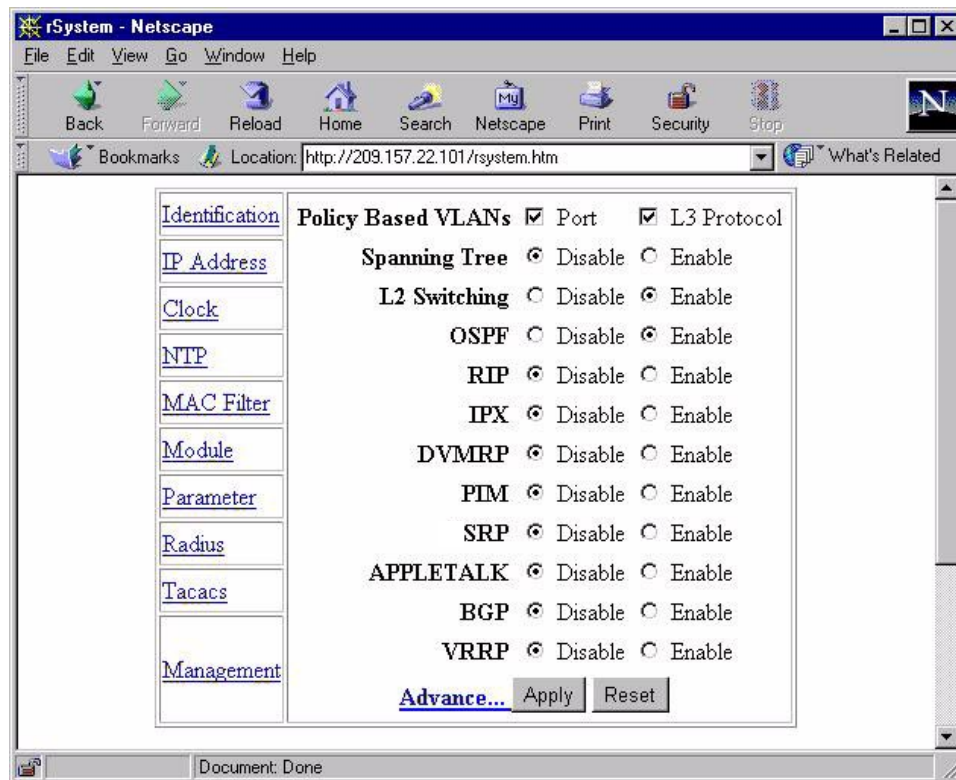 rSystem - Netscape
File Edit View Go Window Help
Back Forward Reload Home Search Netscape Print Security Stop
My
N
Bookmarks Location: http://209.157.22.101/rsystem.htm What's Related
Identification
IP Address
Clock
NTP
MAC Filter
Module
Parameter
Radius
Tacacs
Management
Policy Based VLANs Port L3 Protocol
Spanning Tree Disable Enable
L2 Switching Disable Enable
OSPF Disable Enable
RIP Disable Enable
IPX Disable Enable
DVMRP Disable Enable
PIM Disable Enable
SRP Disable Enable
APPLETALK Disable Enable
BGP Disable Enable
VRRP Disable Enable
Advance... Apply Reset
Document: Done